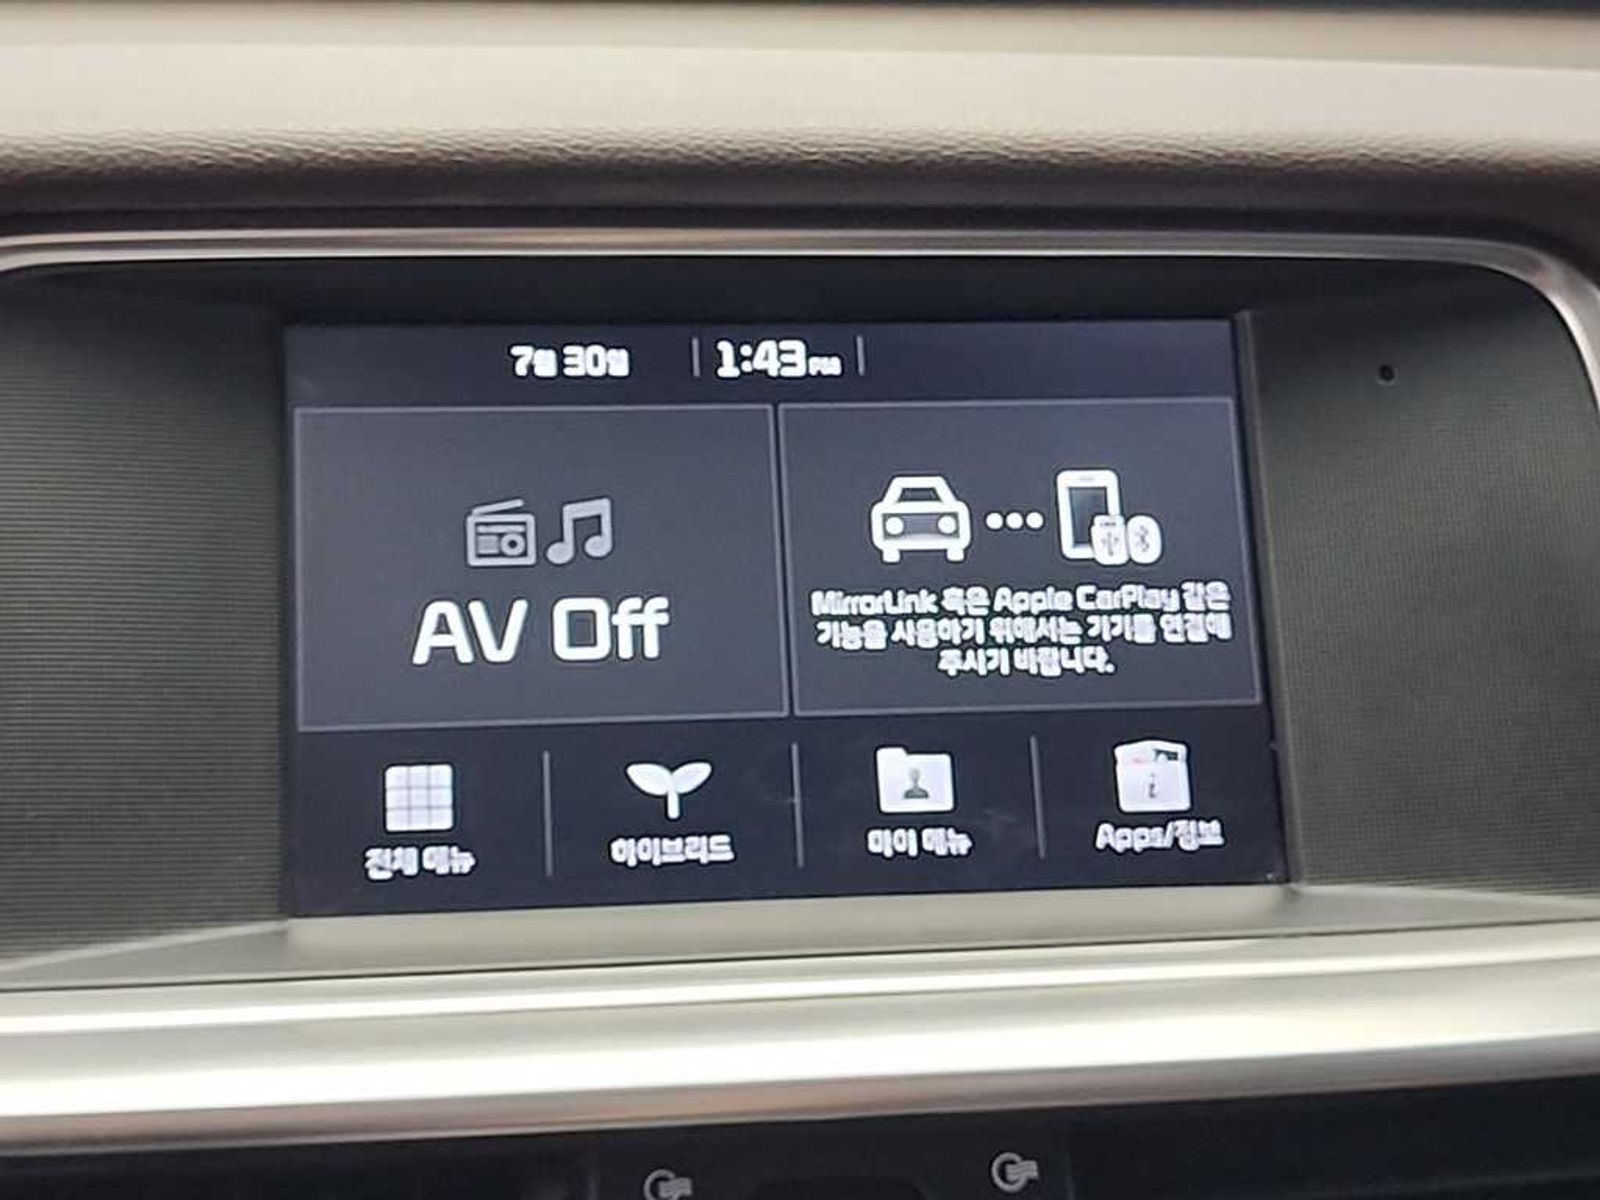 7월 30일
1:43 PM
AV Off
MirrorLink 혹은 Apple CarPlay 같은
기능을 사용하기 위해서는 기기를 연결해
주시기 바랍니다.
전체 메뉴
하이브리드
마이 메뉴
Apps/정보